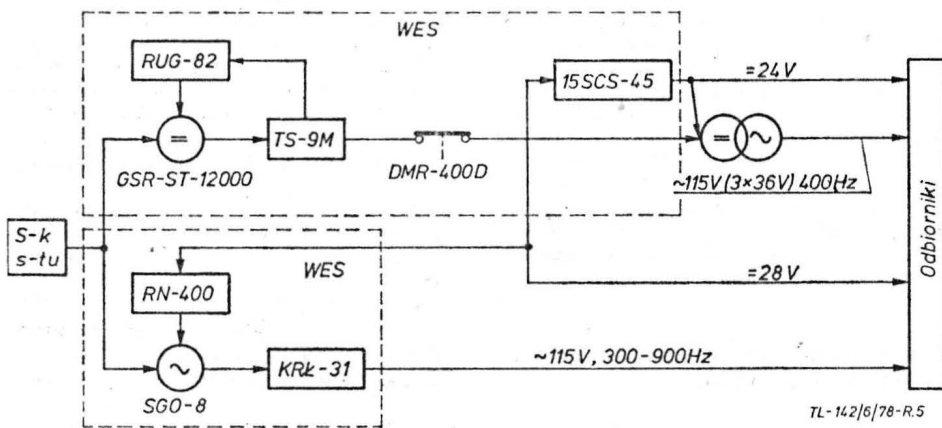 WES
RUG-82
15SCS-45
=24V
=
TS-9M
= ~
GSR-ST-12000
DMR-400D
~115V (3×36V) 400Hz
S-k
s-tu
WES
Odbiorniki
RN-400
=28V
~
KRŁ-31
~115V, 300-900Hz
SGO-8
TL-142/6/78-R.5